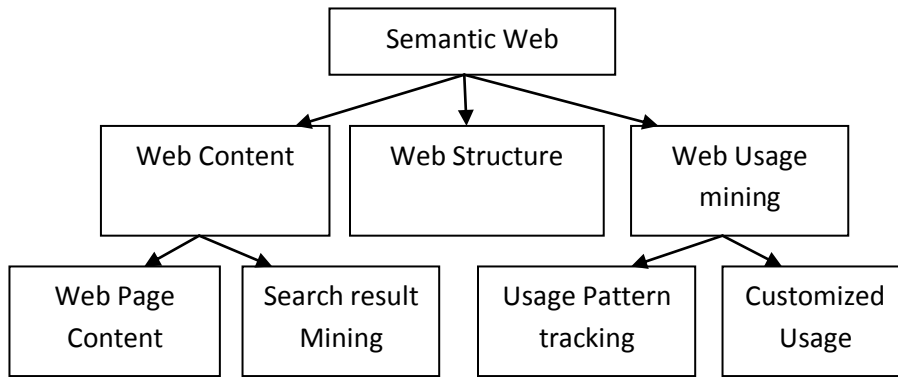 Semantic Web
Web Content
Web Structure
Web Usage
mining
Web Page
Content
Search result
Mining
Usage Pattern
tracking
Customized
Usage